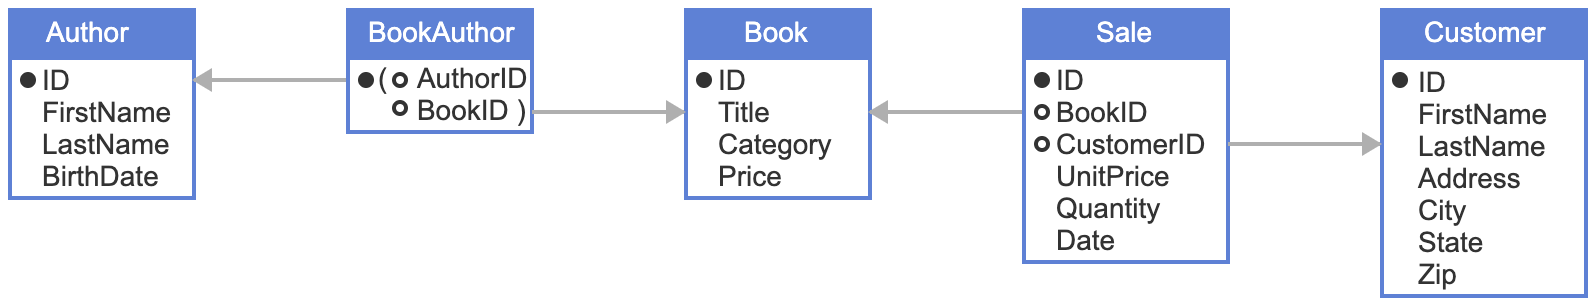 Author
ID
FirstName
LastName
BirthDate
BookAuthor
( AuthorID
BookID )
Book
ID
Title
Category
Price
Sale
ID
BookID
CustomerID
UnitPrice
Quantity
Date
Customer
ID
FirstName
LastName
Address
City
State
Zip